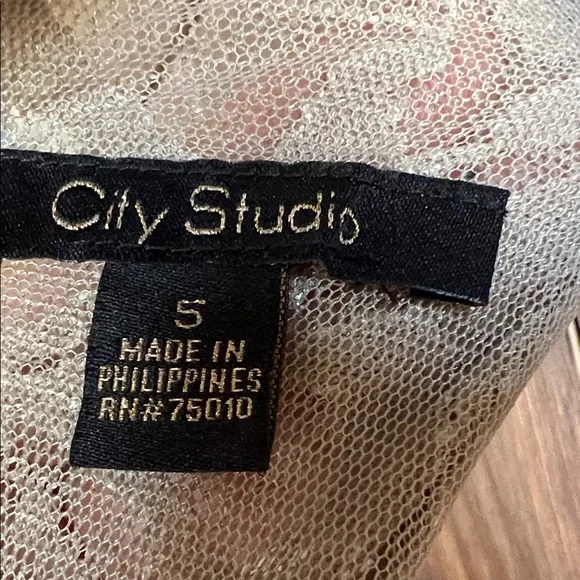 City Studio
5
MADE IN
PHILIPPINES
RN#75010